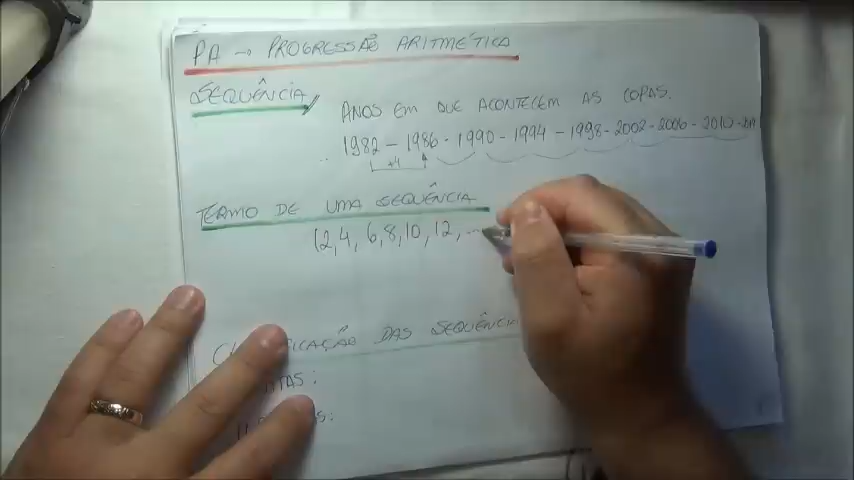 PA → PROGRESSÃO ARITMÉTICA
SEQUÊNCIA
ANOS EM QUE ACONTECEM AS COPAS.
1982 - 1986 - 1990 - 1994 - 1998 - 2002 - 2006 - 2010 -
+4
TERMO DE UMA SEQUÊNCIA
(2,4, 6,8,10,12, ...
DAS